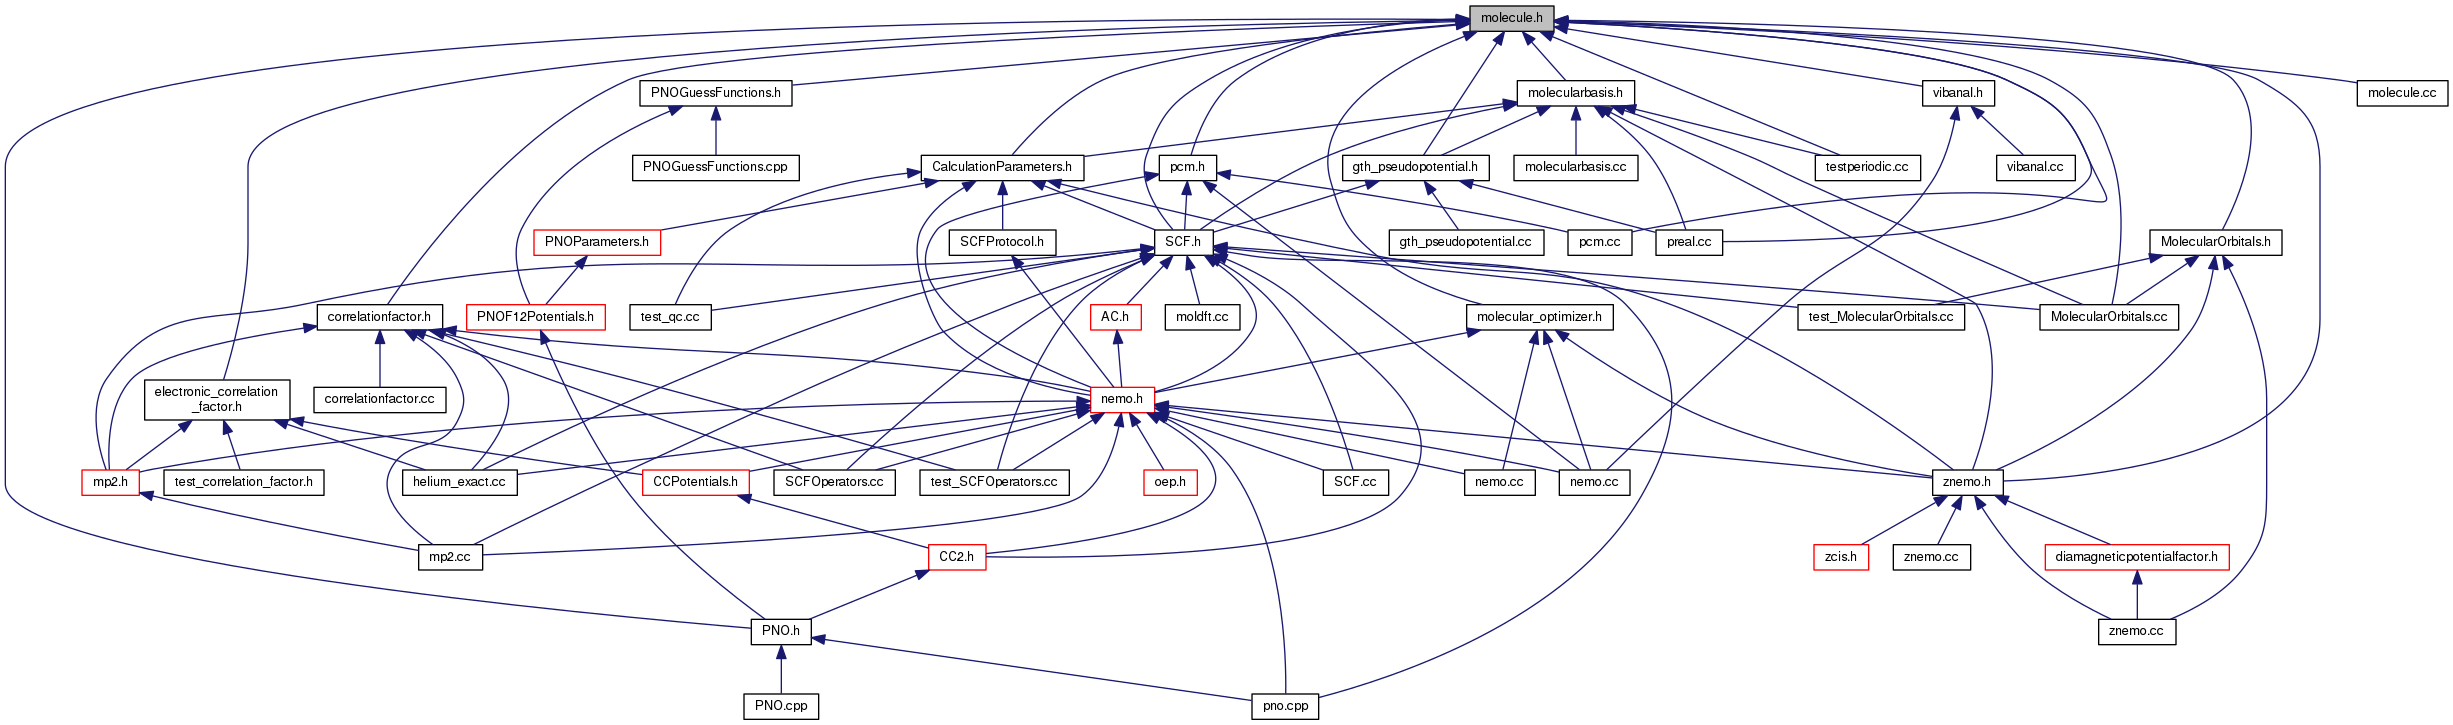 molecule.h
PNOGuessFunctions.h
molecularbasis.h
vibanal.h
molecule.cc
PNOGuessFunctions.cpp
CalculationParameters.h
pcm.h
gth_pseudopotential.h
molecularbasis.cc
testperiodic.cc
vibanal.cc
PNOParameters.h
SCFProtocol.h
SCF.h
gth_pseudopotential.cc
pcm.cc
preal.cc
MolecularOrbitals.h
correlationfactor.h
PNOF12Potentials.h
test_qc.cc
AC.h
moldft.cc
molecular_optimizer.h
test_MolecularOrbitals.cc
MolecularOrbitals.cc
electronic_correlation
_factor.h
correlationfactor.cc
nemo.h
mp2.h
test_correlation_factor.h
helium_exact.cc
CCPotentials.h
SCFOperators.cc
test_SCFOperators.cc
oep.h
SCF.cc
nemo.cc
nemo.cc
znemo.h
mp2.cc
CC2.h
zcis.h
znemo.cc
diamagneticpotentialfactor.h
PNO.h
znemo.cc
PNO.cpp
pno.cpp